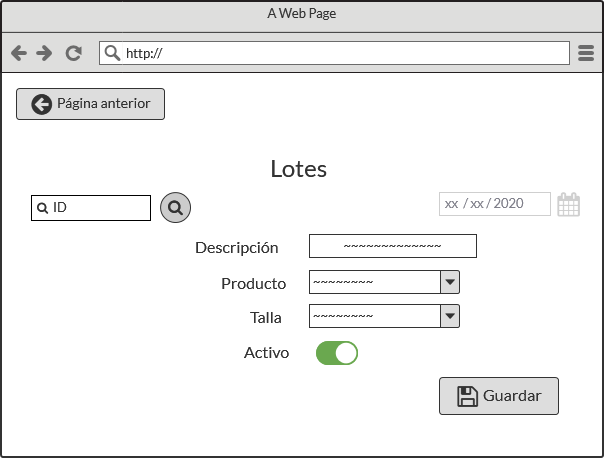 A Web Page
http://
Página anterior
Lotes
ID
xx / xx / 2020
Descripción ~~~~~~~~~~~~~
Producto ~~~~~~~~
Talla ~~~~~~~~
Activo
Guardar